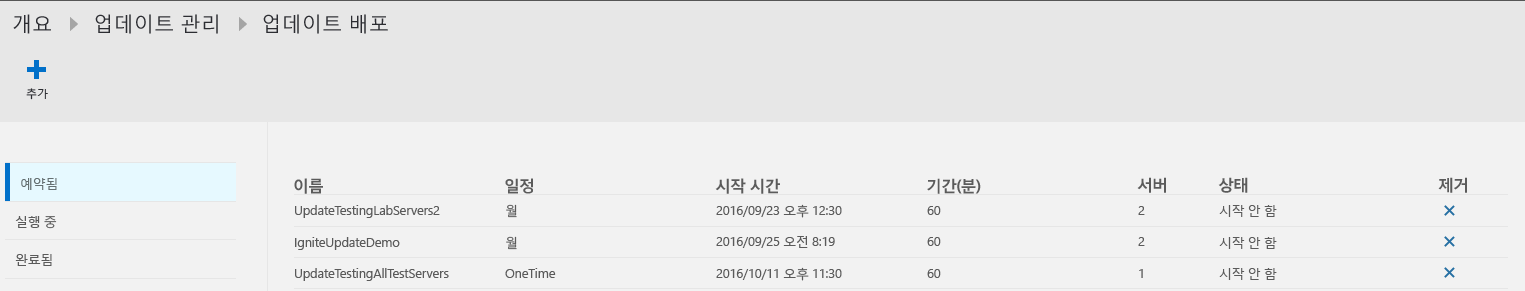 개요 업데이트 관리 업데이트 배포
추가
예약됨
실행 중
완료됨
이름 일정 시작 시간 기간(분) 서버 상태 제거
UpdateTestingLabServers2 월 2016/09/23 오후 12:30 60 2 시작 안 함
IgniteUpdateDemo 월 2016/09/25 오전 8:19 60 2 시작 안 함
UpdateTestingAllTestServers OneTime 2016/10/11 오후 11:30 60 1 시작 안 함